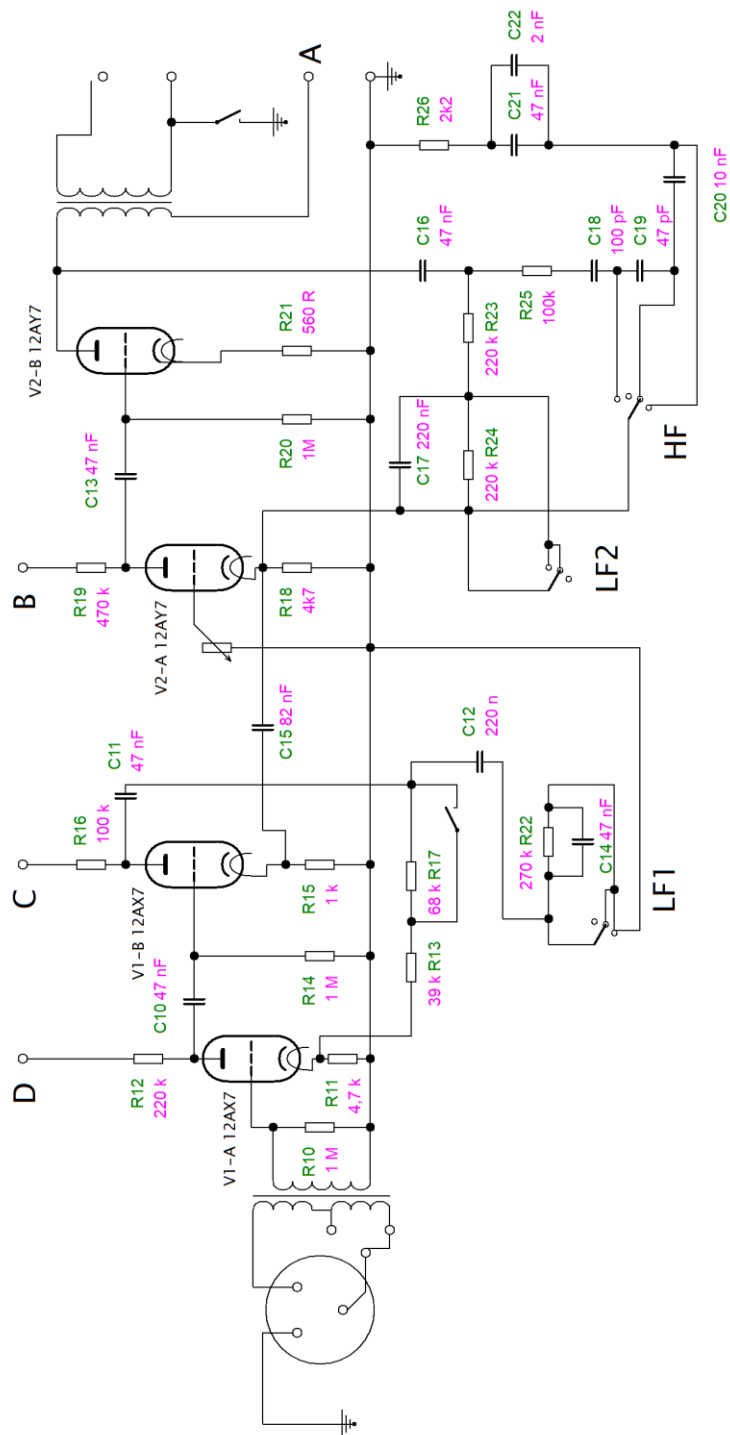 D
C
B
A
R12
220 k
V1-A 12AX7
R10
1 M
R11
4,7 k
C10 47 nF
R14
1 M
V1-B 12AX7
R16
100 k
C11
47 nF
R15
1 k
39 k R13
68 k R17
C12
220 n
270 k R22
C14 47 nF
LF1
C15 82 nF
R19
470 k
V2-A 12AY7
R18
4k7
C13 47 nF
R20
1M
V2-B 12AY7
R21
560 R
C17 220 nF
220 k R24
220 k R23
LF2
C16
47 nF
R25
100k
C18
100 pF
C19
47 pF
HF
C20 10 nF
R26
2k2
C21
47 nF
C22
2 nF